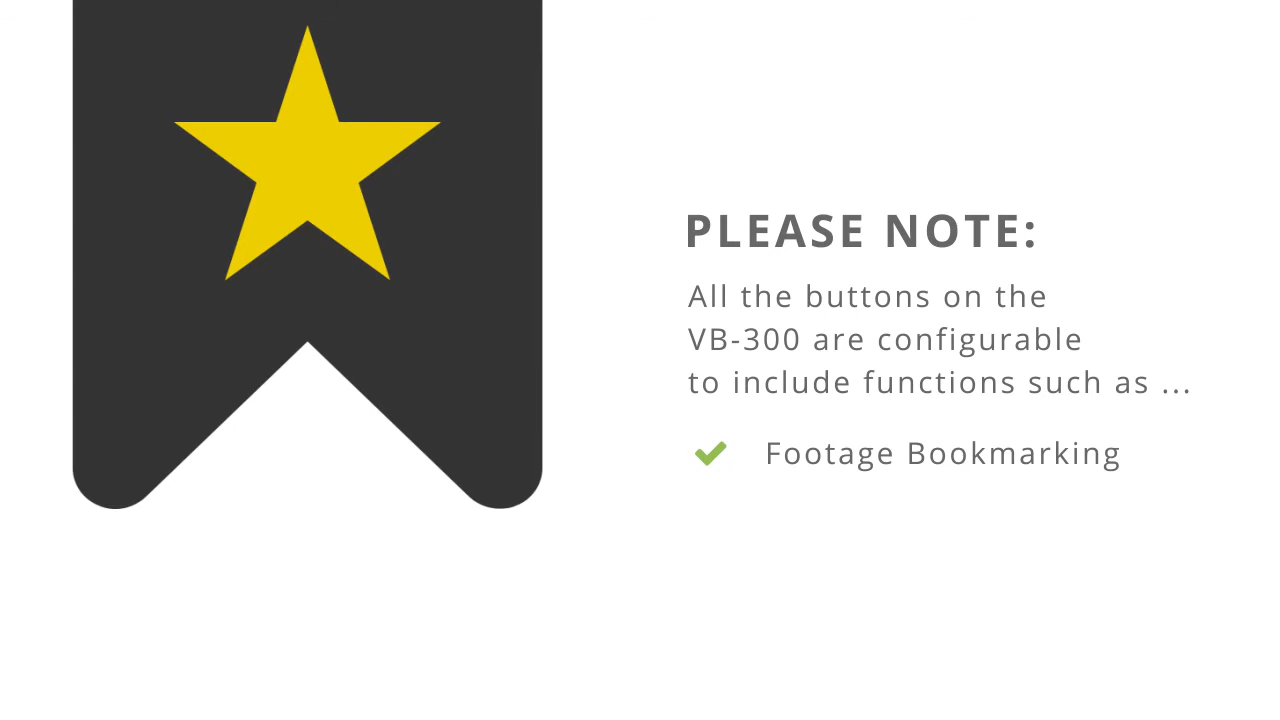 PLEASE NOTE:
All the buttons on the
VB-300 are configurable
to include functions such as ...
Footage Bookmarking